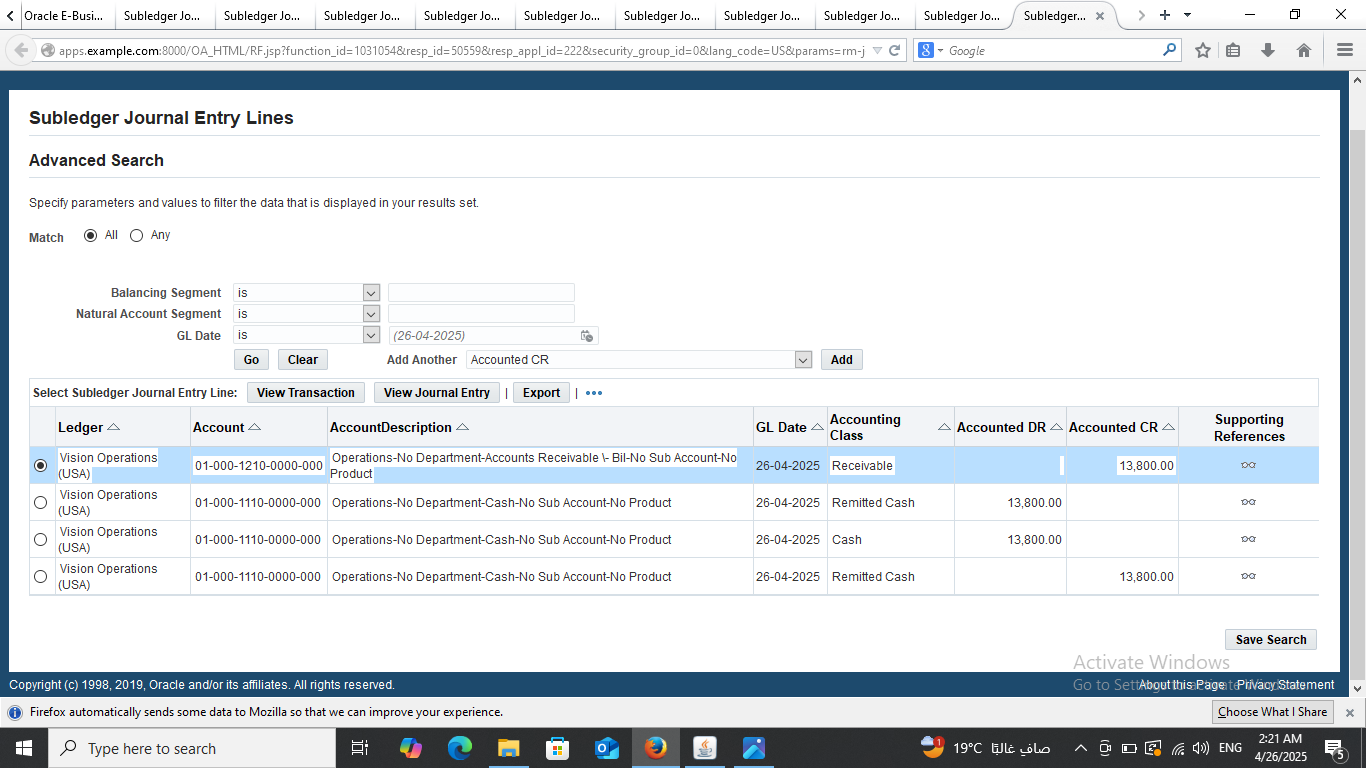 Oracle E-Busi...
Subledger Jo...
Subledger Jo...
Subledger Jo...
Subledger Jo...
Subledger Jo...
Subledger Jo...
Subledger Jo...
Subledger Jo...
Subledger Jo...
Subledger...
apps.example.com:8000/OA_HTML/RF.jsp?function_id=1031054&resp_id=50559&resp_appl_id=222&security_group_id=0&lang_code=US&params=rm-j
Google
Subledger Journal Entry Lines
Advanced Search
Specify parameters and values to filter the data that is displayed in your results set.
Match All Any
Balancing Segment is
Natural Account Segment is
GL Date is (26-04-2025)
Go Clear Add Another Accounted CR Add
Select Subledger Journal Entry Line: View Transaction View Journal Entry | Export | •••
Ledger Account AccountDescription GL Date Accounting Class Accounted DR Accounted CR Supporting References
Vision Operations (USA) 01-000-1210-0000-000 Operations-No Department-Accounts Receivable \- Bil-No Sub Account-No Product 26-04-2025 Receivable 13,800.00
Vision Operations (USA) 01-000-1110-0000-000 Operations-No Department-Cash-No Sub Account-No Product 26-04-2025 Remitted Cash 13,800.00
Vision Operations (USA) 01-000-1110-0000-000 Operations-No Department-Cash-No Sub Account-No Product 26-04-2025 Cash 13,800.00
Vision Operations (USA) 01-000-1110-0000-000 Operations-No Department-Cash-No Sub Account-No Product 26-04-2025 Remitted Cash 13,800.00
Save Search
Activate Windows
Copyright (c) 1998, 2019, Oracle and/or its affiliates. All rights reserved.
About this Page Privacy Statement
Firefox automatically sends some data to Mozilla so that we can improve your experience.
Choose What I Share
Type here to search
1
19°C صافٍ غالبًا
ENG
2:21 AM
4/26/2025
5